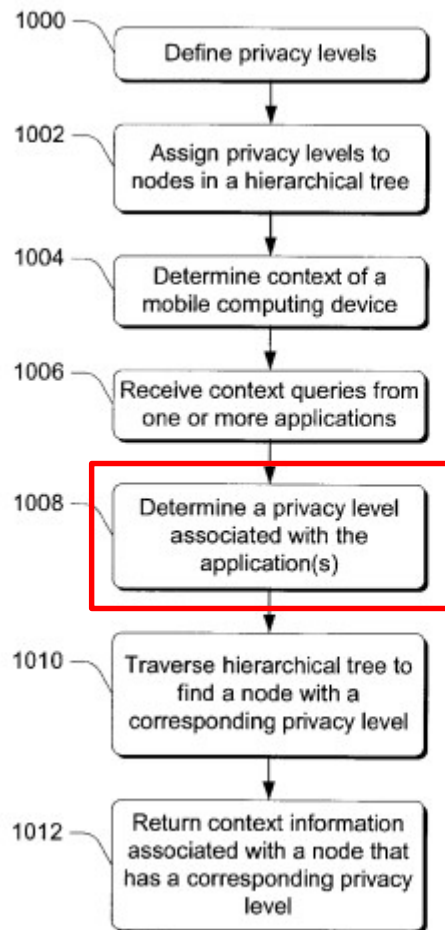 1000
Define privacy levels
1002
Assign privacy levels to
nodes in a hierarchical tree
1004
Determine context of a
mobile computing device
1006
Receive context queries from
one or more applications
1008
Determine a privacy level
associated with the
application(s)
1010
Traverse hierarchical tree to
find a node with a
corresponding privacy level
1012
Return context information
associated with a node that
has a corresponding privacy
level